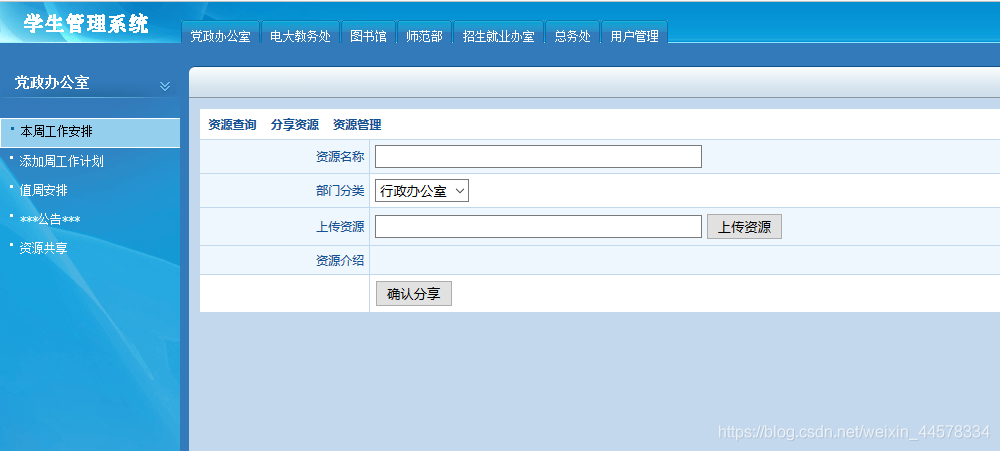 学生管理系统
党政办公室 电大教务处 图书馆 师范部 招生就业办室 总务处 用户管理
党政办公室
本周工作安排
添加周工作计划
值周安排
***公告***
资源共享
资源查询 分享资源 资源管理
资源名称
部门分类 行政办公室
上传资源 上传资源
资源介绍
确认分享
https://blog.csdn.net/weixin_44578334